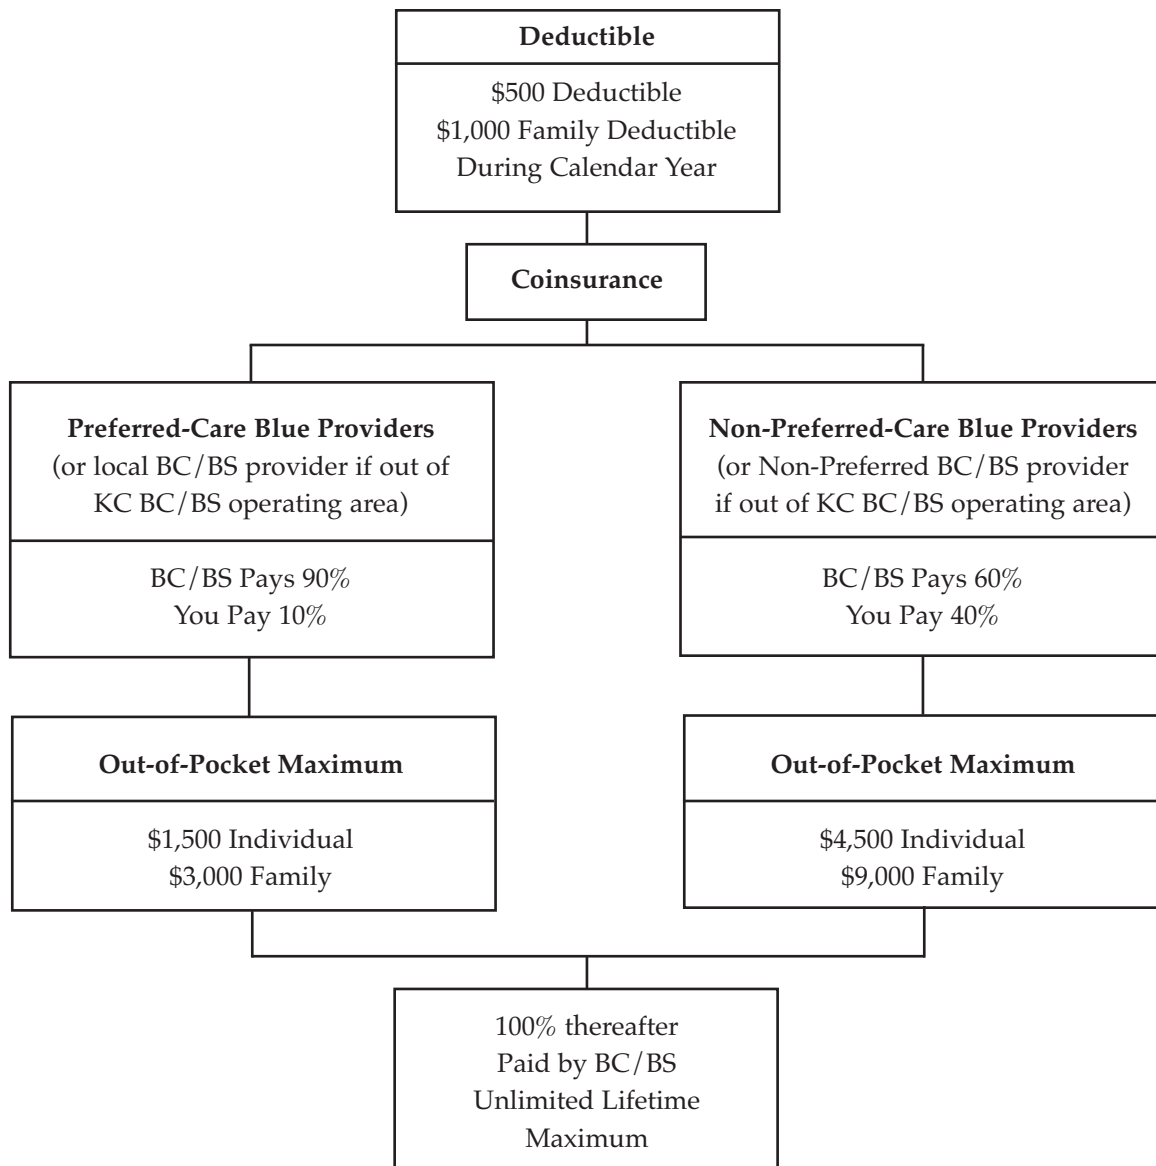 Deductible
$500 Deductible
$1,000 Family Deductible
During Calendar Year
Coinsurance
Preferred-Care Blue Providers
(or local BC/BS provider if out of
KC BC/BS operating area)
BC/BS Pays 90%
You Pay 10%
Out-of-Pocket Maximum
$1,500 Individual
$3,000 Family
Non-Preferred-Care Blue Providers
(or Non-Preferred BC/BS provider
if out of KC BC/BS operating area)
BC/BS Pays 60%
You Pay 40%
Out-of-Pocket Maximum
$4,500 Individual
$9,000 Family
100% thereafter
Paid by BC/BS
Unlimited Lifetime
Maximum